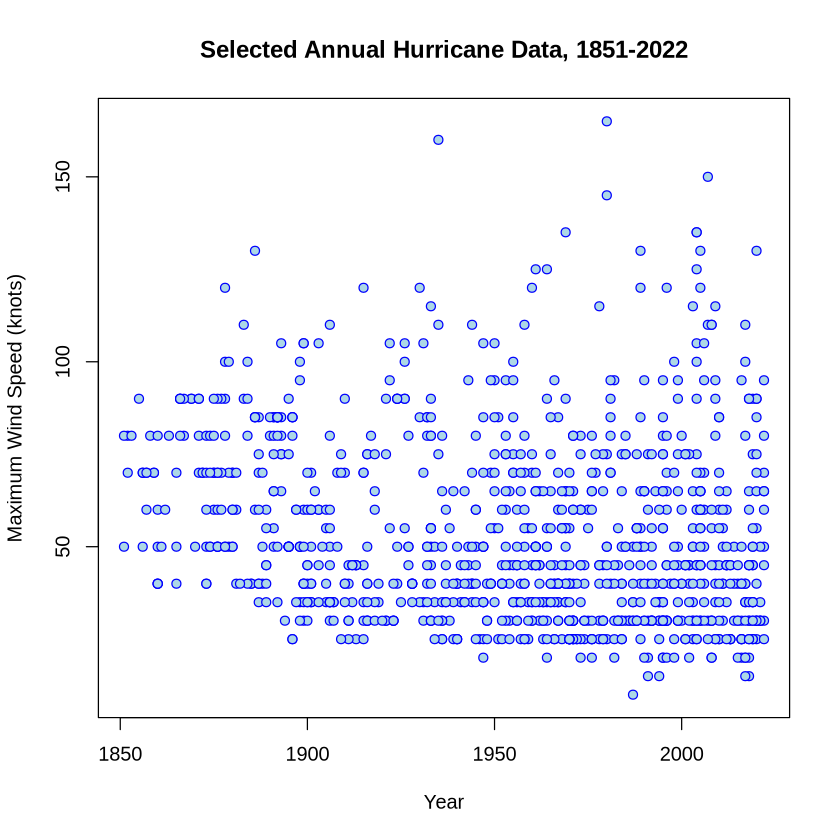 Selected Annual Hurricane Data, 1851-2022
Maximum Wind Speed (knots)
150
100
50
1850
1900
1950
2000
Year